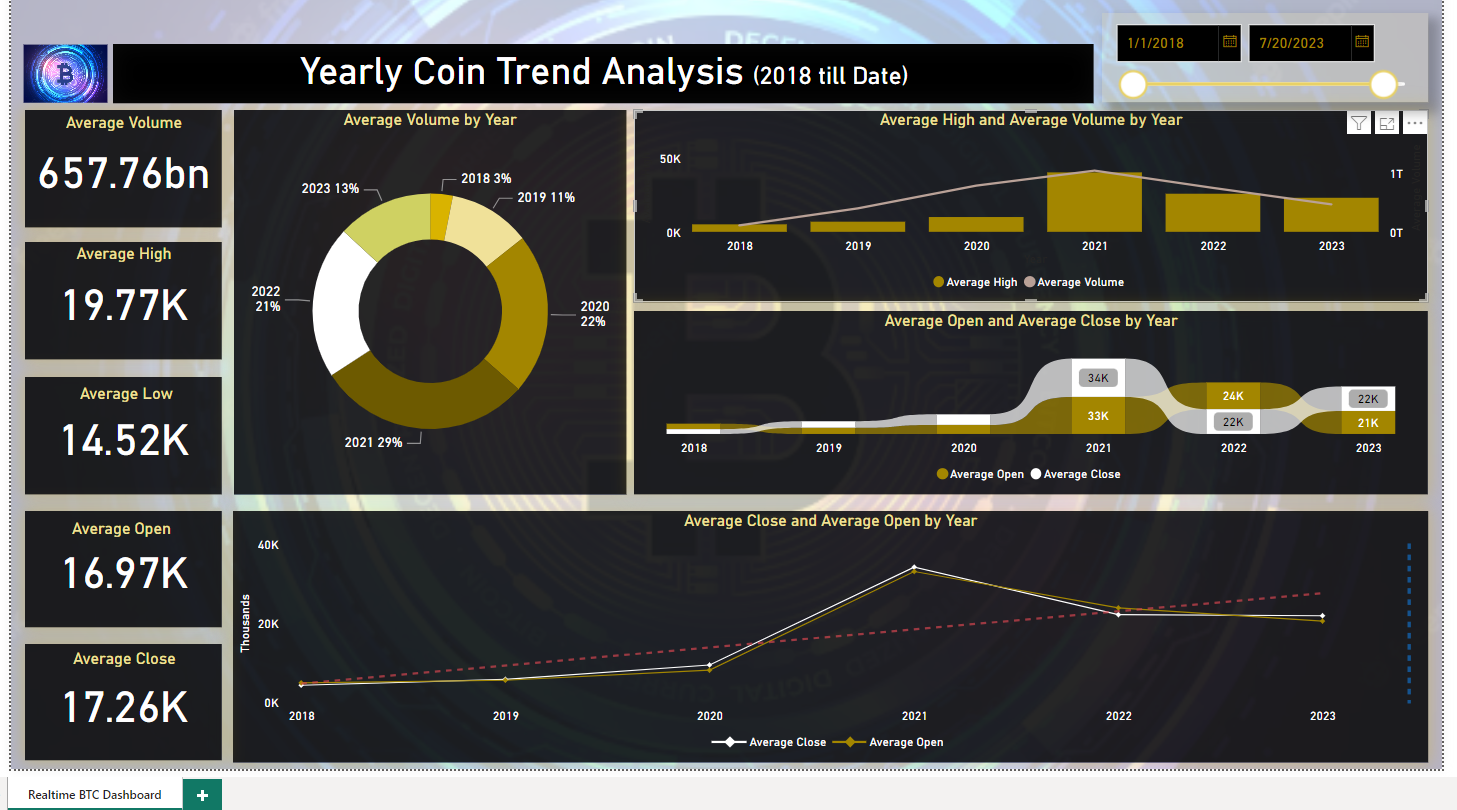 Yearly Coin Trend Analysis (2018 till Date)
1/1/2018
7/20/2023
Average Volume
657.76bn
Average High
19.77K
Average Low
14.52K
Average Open
16.97K
Average Close
17.26K
Average Volume by Year
2018 3%
2019 11%
2020
22%
2021 29%
2022
21%
2023 13%
Average High and Average Volume by Year
50K
0K
1T
0T
2018
2019
2020
2021
2022
2023
Average High
Average Volume
Average Open and Average Close by Year
34K
33K
24K
22K
22K
21K
2018
2019
2020
2021
2022
2023
Average Open
Average Close
Average Close and Average Open by Year
Thousands
40K
20K
0K
2018
2019
2020
2021
2022
2023
Average Close
Average Open
Realtime BTC Dashboard